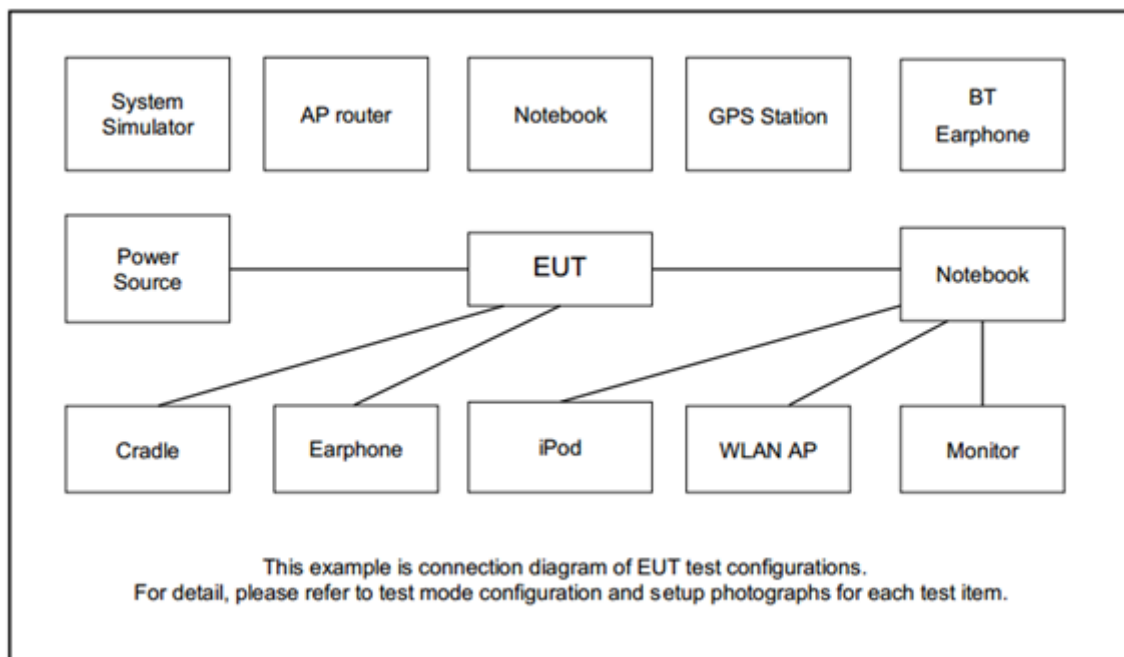 System
Simulator
AP router
Notebook
GPS Station
BT
Earphone
Power
Source
EUT
Notebook
Cradle
Earphone
iPod
WLAN AP
Monitor
This example is connection diagram of EUT test configurations.
For detail, please refer to test mode configuration and setup photographs for each test item.